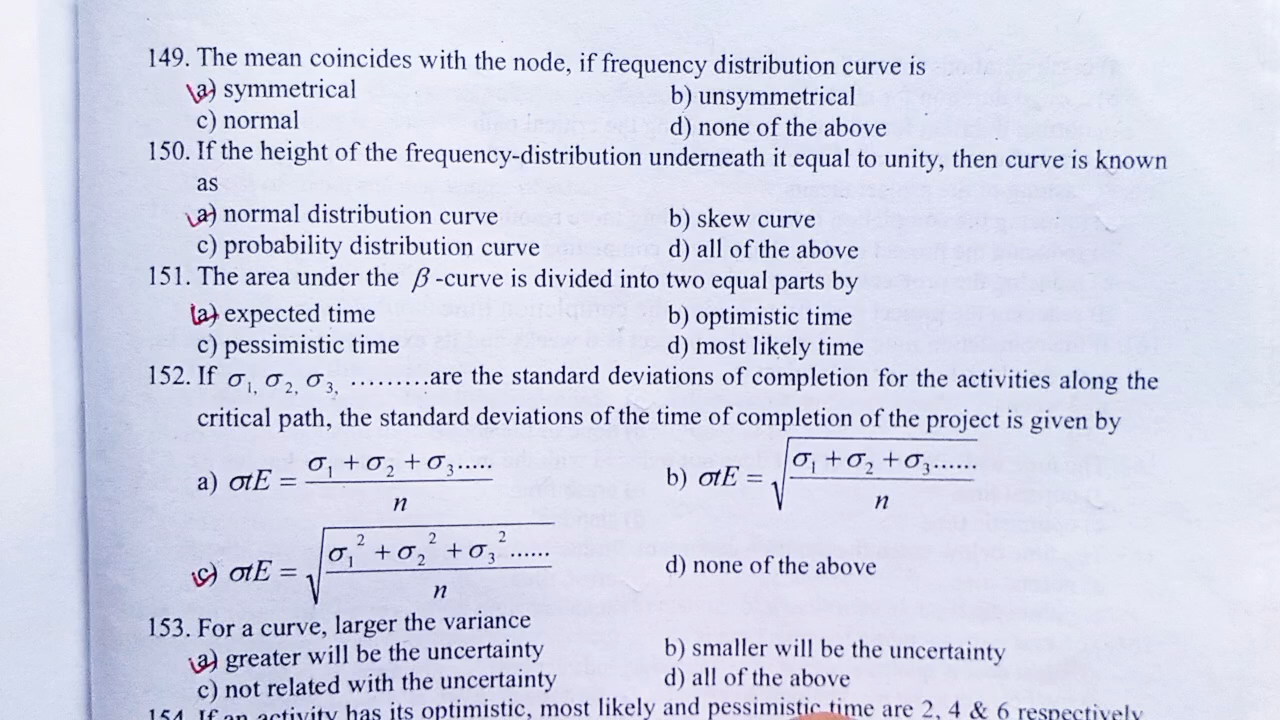 149. The mean coincides with the node, if frequency distribution curve is
a) symmetrical b) unsymmetrical
c) normal d) none of the above
150. If the height of the frequency-distribution underneath it equal to unity, then curve is known
as
a) normal distribution curve b) skew curve
c) probability distribution curve d) all of the above
151. The area under the β-curve is divided into two equal parts by
a) expected time b) optimistic time
c) pessimistic time d) most likely time
152. If σ₁, σ₂, σ₃, .........are the standard deviations of completion for the activities along the
critical path, the standard deviations of the time of completion of the project is given by
a) σtE = (σ₁ + σ₂ + σ₃.....)/n b) σtE = √((σ₁ + σ₂ + σ₃......)/n)
c) σtE = √((σ₁² + σ₂² + σ₃²......)/n) d) none of the above
153. For a curve, larger the variance
a) greater will be the uncertainty b) smaller will be the uncertainty
c) not related with the uncertainty d) all of the above
154. If an activity has its optimistic, most likely and pessimistic time are 2, 4 & 6 respectively